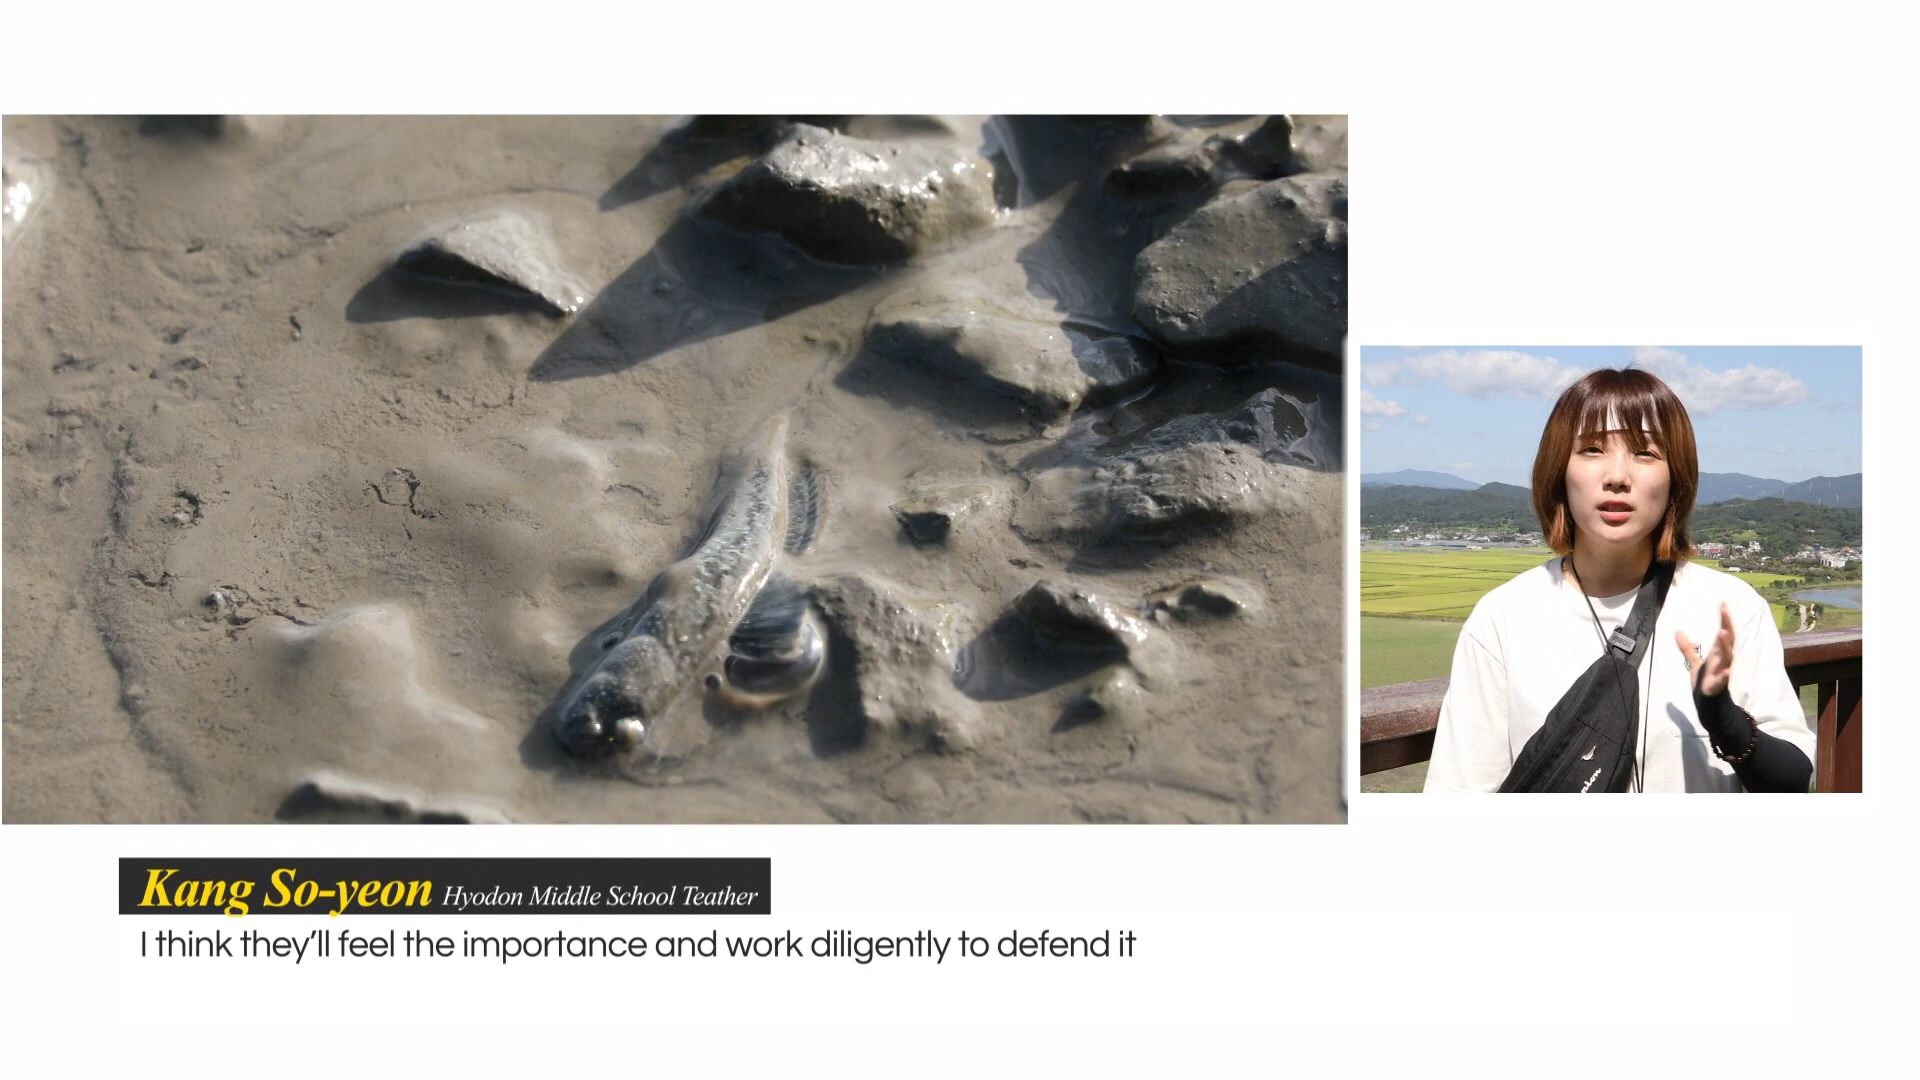 Kang So-yeon Hyodon Middle School Teather
I think they'll feel the importance and work diligently to defend it